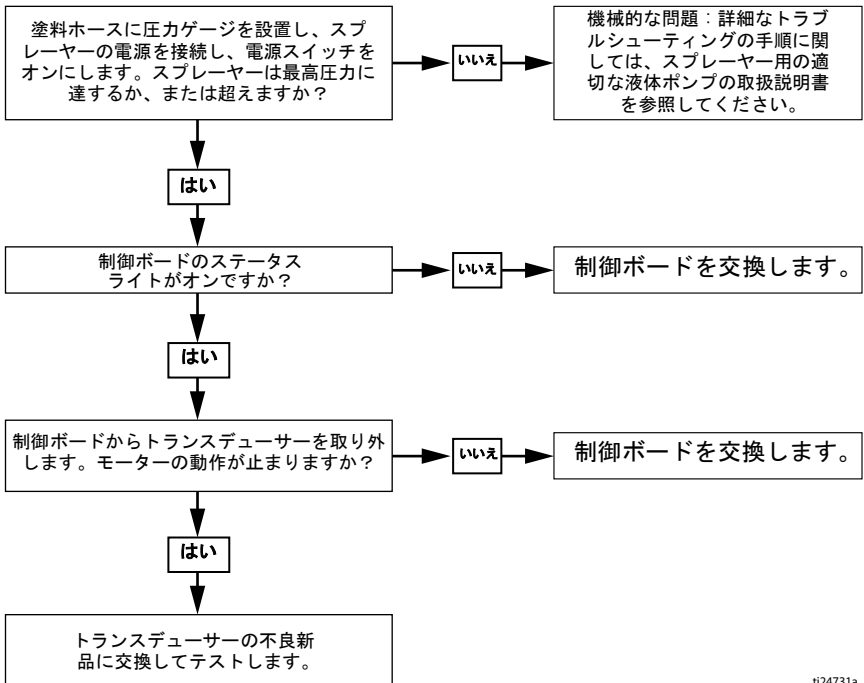 塗料ホースに圧力ゲージを設置し、スプ
レーヤーの電源を接続し、電源スイッチを
オンにします。スプレーヤーは最高圧力に
達するか、または超えますか？
いいえ
機械的な問題：詳細なトラブ
ルシューティングの手順に関
しては、スプレーヤー用の適
切な液体ポンプの取扱説明書
を参照してください。
はい
制御ボードのステータス
ライトがオンですか？
いいえ
制御ボードを交換します。
はい
制御ボードからトランスデューサーを取り外
します。モーターの動作が止まりますか？
いいえ
制御ボードを交換します。
はい
トランスデューサーの不良新
品に交換してテストします。
ti24731a